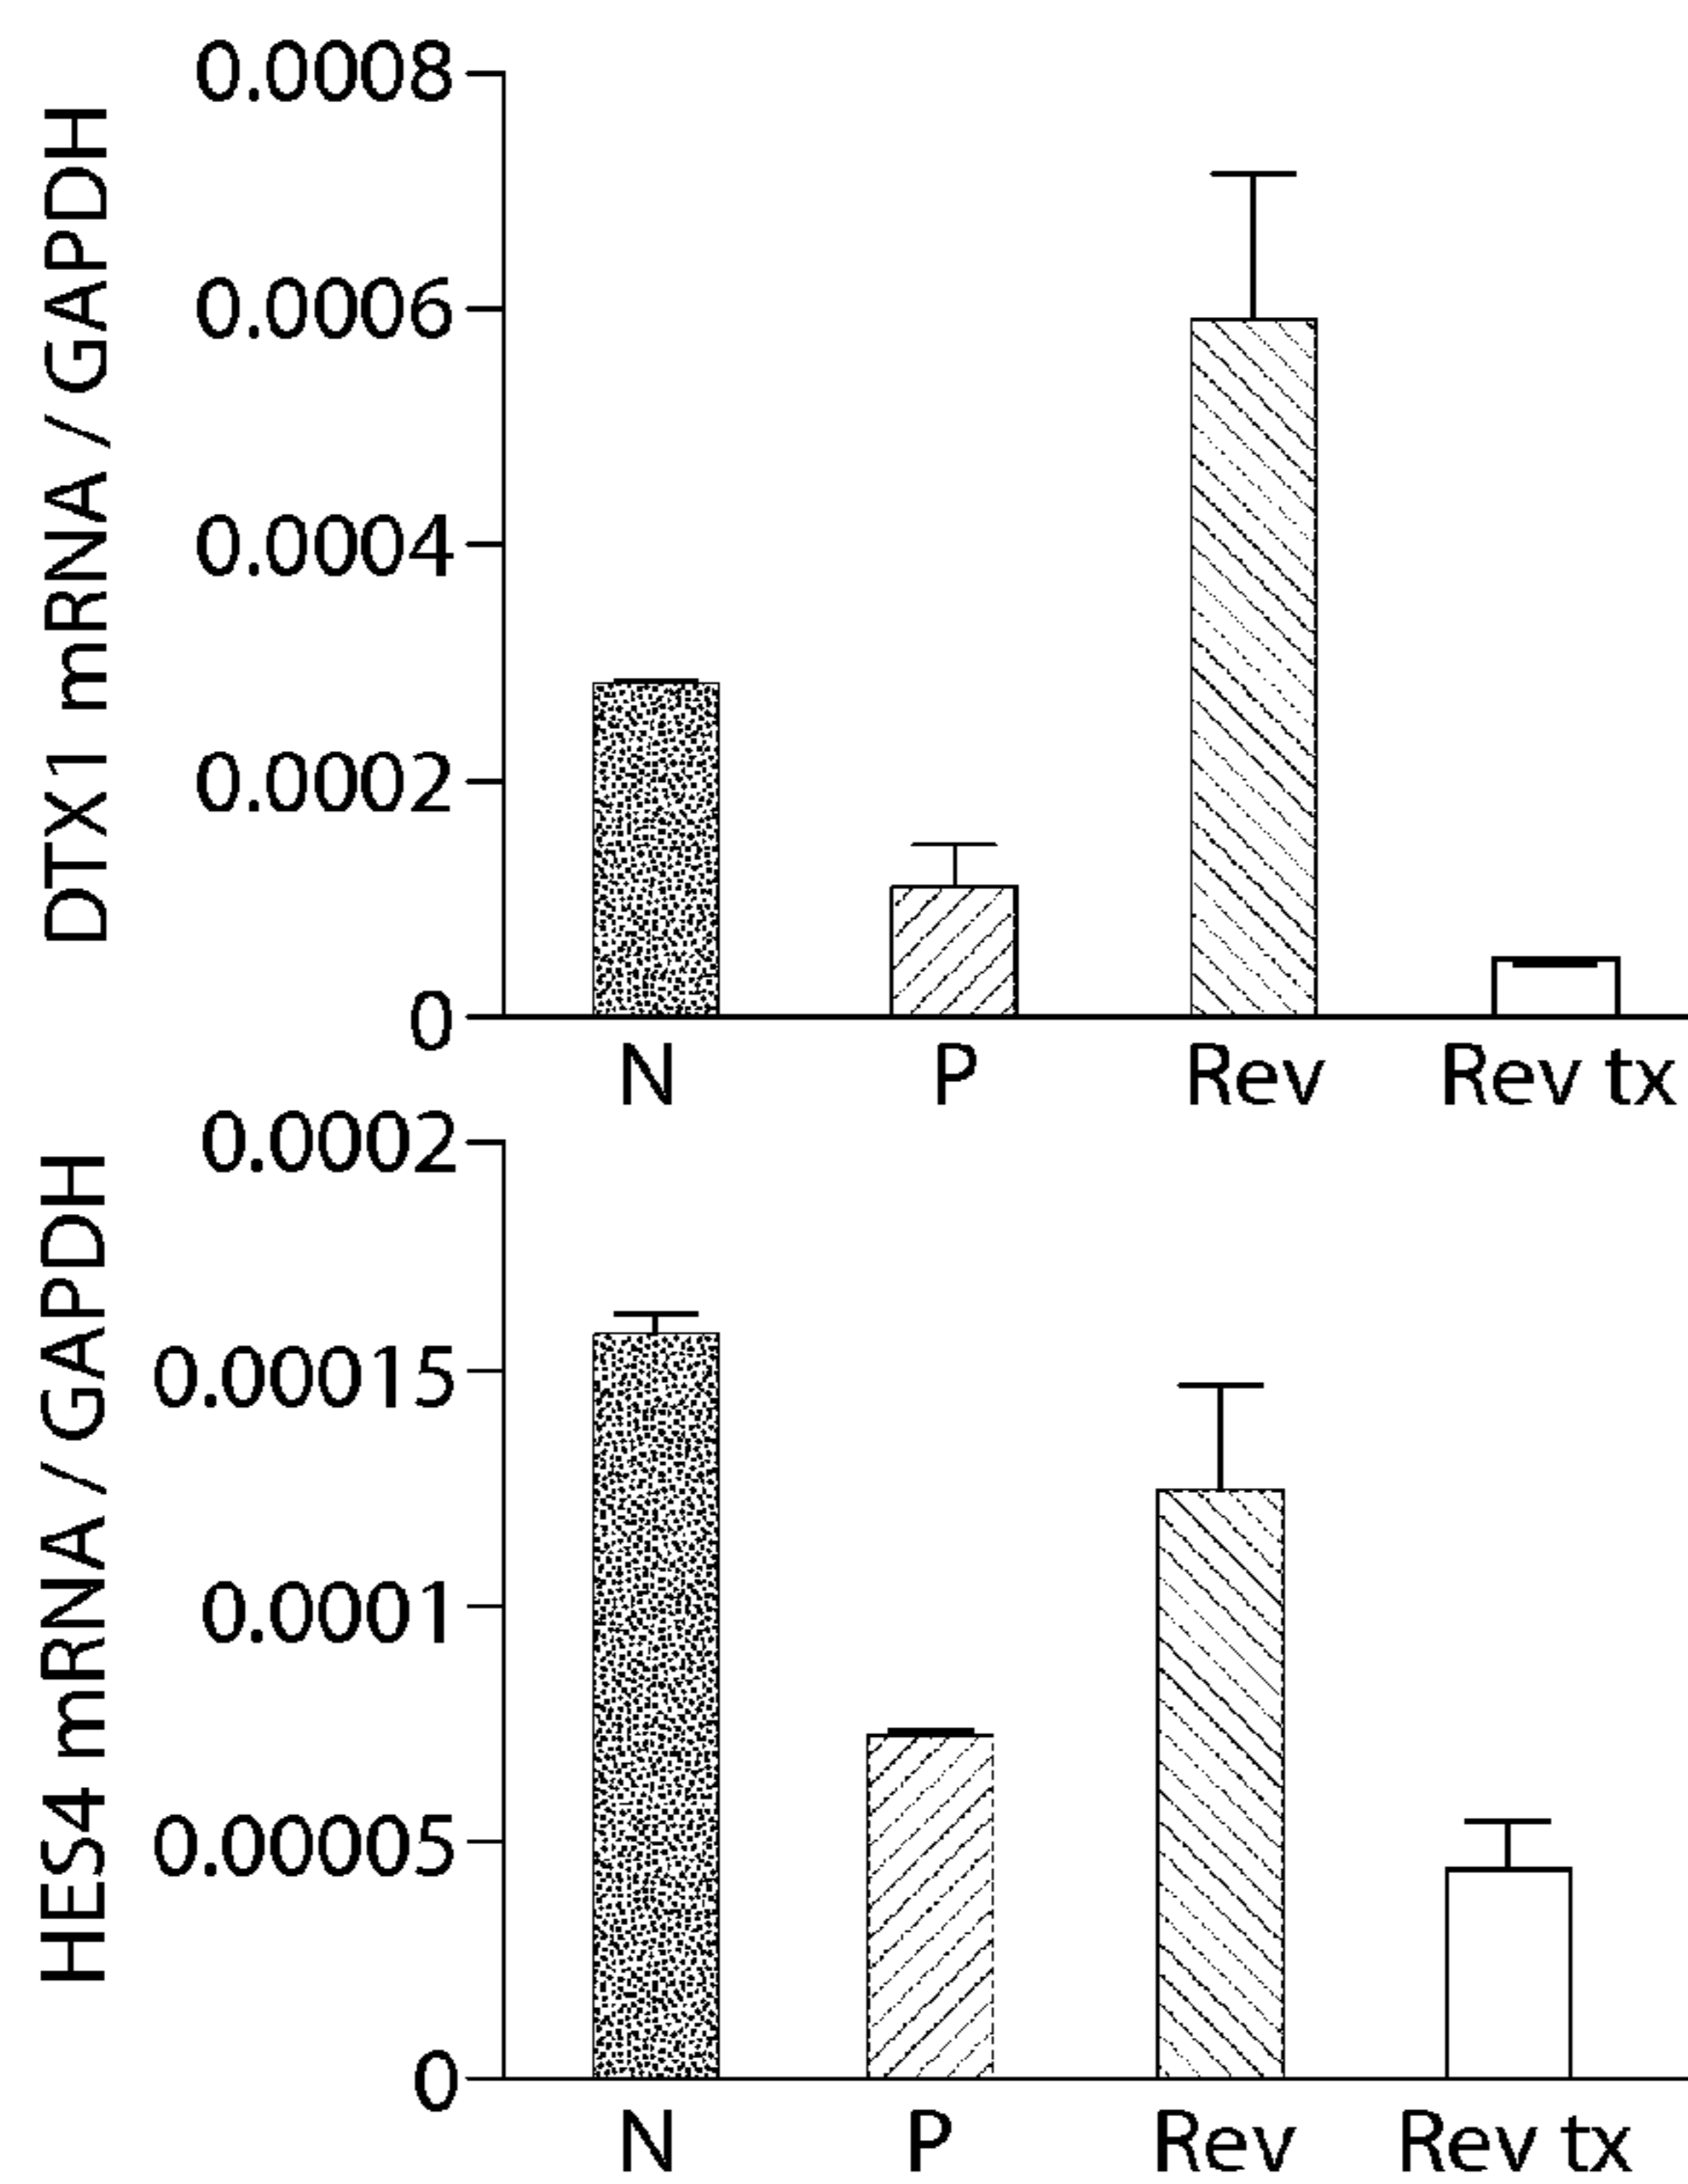 DTX1 mRNA / GAPDH
0.0008
0.0006
0.0004
0.0002
0
N P Rev Rev tx
HES4 mRNA / GAPDH
0.0002
0.00015
0.0001
0.00005
0
N P Rev Rev tx